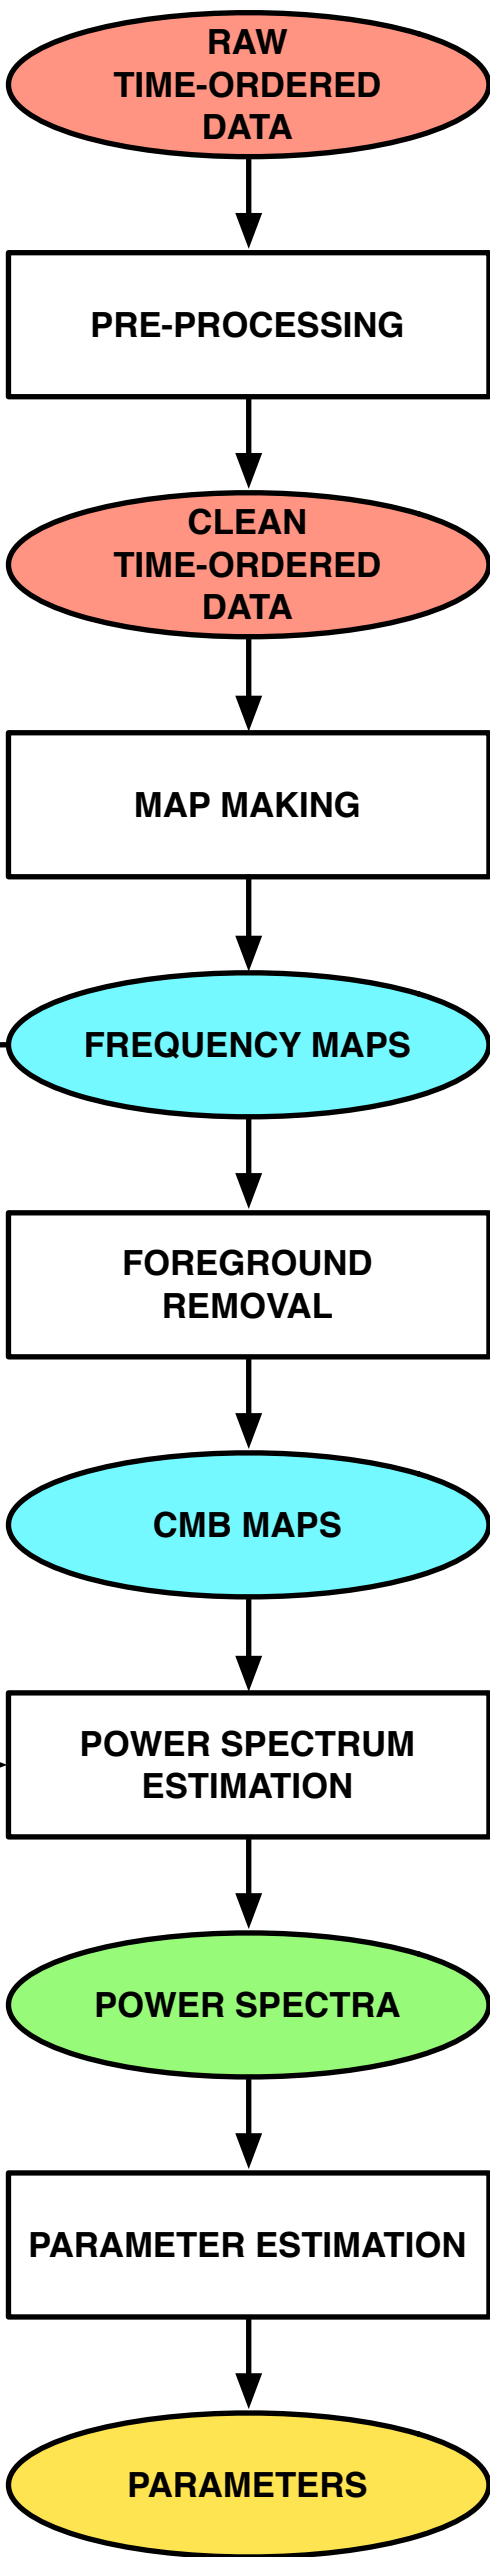 RAW
TIME-ORDERED
DATA
PRE-PROCESSING
CLEAN
TIME-ORDERED
DATA
MAP MAKING
FREQUENCY MAPS
FOREGROUND
REMOVAL
CMB MAPS
POWER SPECTRUM
ESTIMATION
POWER SPECTRA
PARAMETER ESTIMATION
PARAMETERS